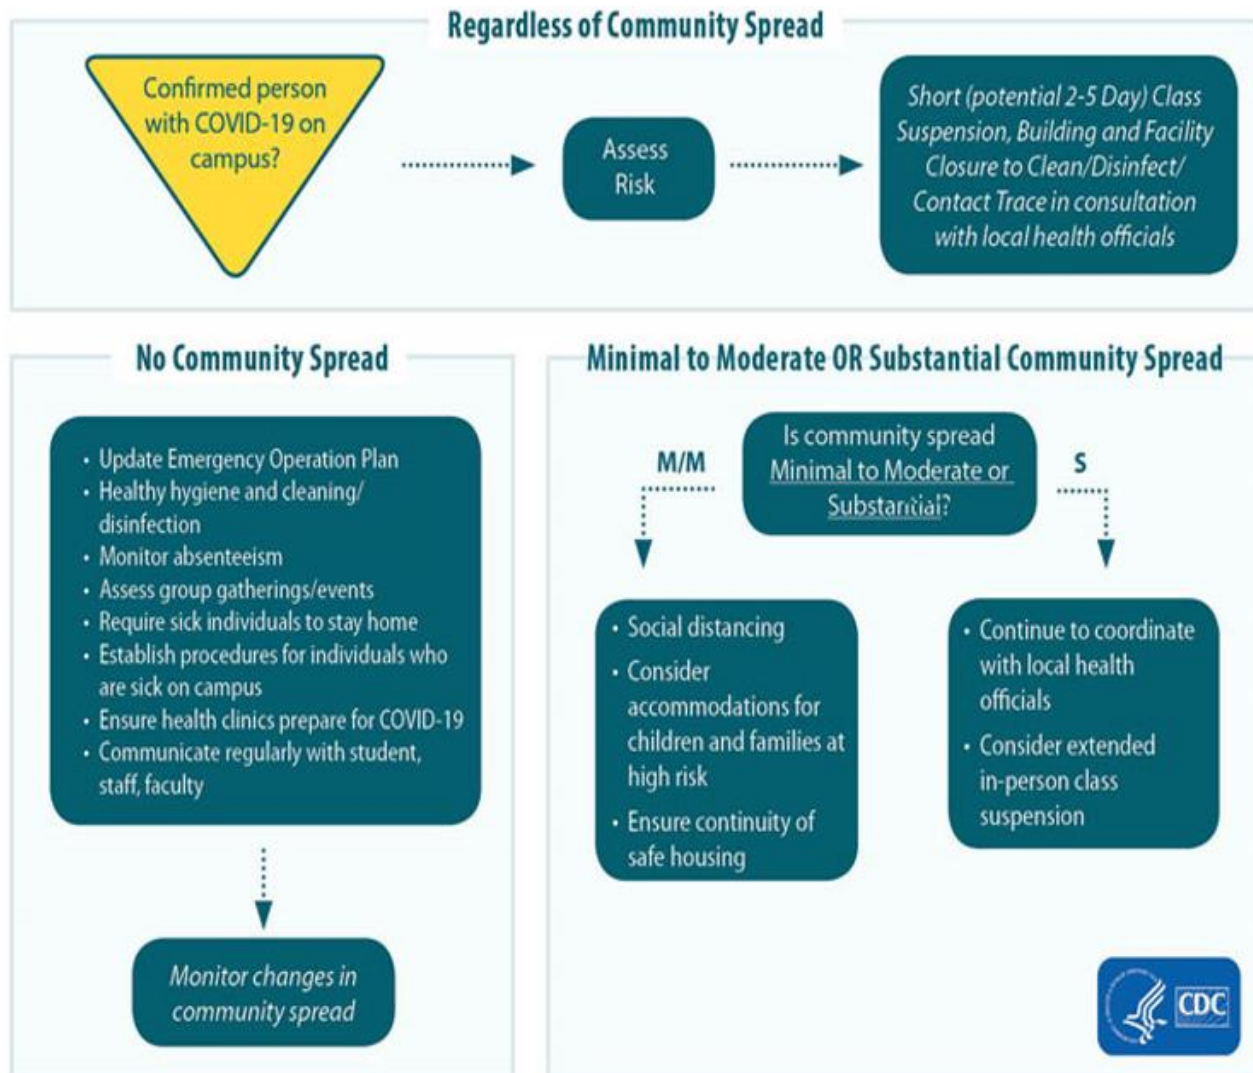 Regardless of Community Spread
Confirmed person
with COVID-19 on
campus?
Assess
Risk
Short (potential 2-5 Day) Class
Suspension, Building and Facility
Closure to Clean/Disinfect/
Contact Trace in consultation
with local health officials
No Community Spread
• Update Emergency Operation Plan
• Healthy hygiene and cleaning/
disinfection
• Monitor absenteeism
• Assess group gatherings/events
• Require sick individuals to stay home
• Establish procedures for individuals who
are sick on campus
• Ensure health clinics prepare for COVID-19
• Communicate regularly with student,
staff, faculty
Monitor changes in
community spread
Minimal to Moderate OR Substantial Community Spread
Is community spread
Minimal to Moderate or
Substantial?
M/M
S
• Social distancing
• Consider
accommodations for
children and families at
high risk
• Ensure continuity of
safe housing
• Continue to coordinate
with local health
officials
• Consider extended
in-person class
suspension
CDC